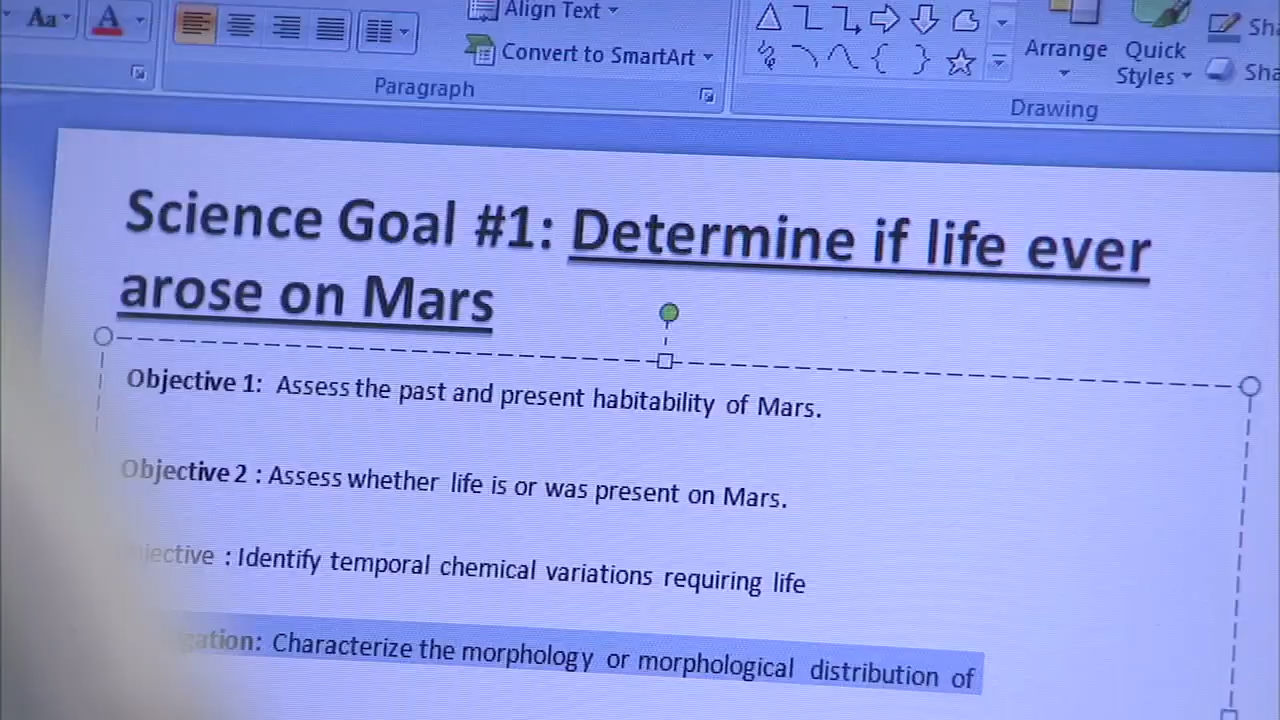 Aa A
Align Text
Convert to SmartArt
Paragraph
Arrange
Quick
Styles
Drawing
Science Goal #1: Determine if life ever
arose on Mars
Objective 1: Assess the past and present habitability of Mars.
Objective 2 : Assess whether life is or was present on Mars.
: Identify temporal chemical variations requiring life
Characterize the morphology or morphological distribution of